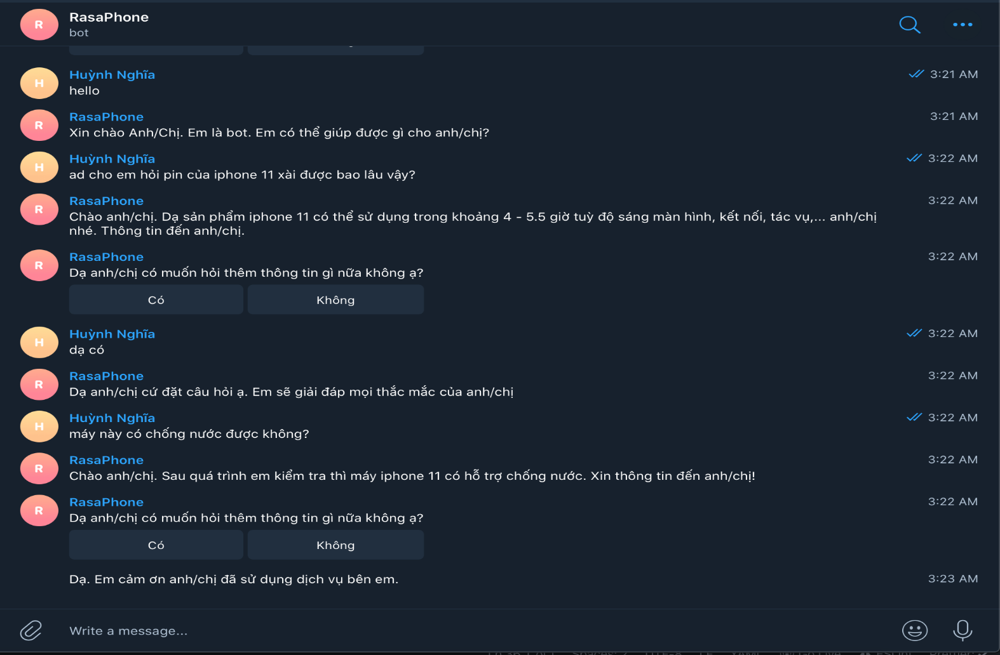 R
RasaPhone
bot
H
Huỳnh Nghĩa
3:21 AM
hello
R
RasaPhone
3:21 AM
Xin chào Anh/Chị. Em là bot. Em có thể giúp được gì cho anh/chị?
H
Huỳnh Nghĩa
3:22 AM
ad cho em hỏi pin của iphone 11 xài được bao lâu vậy?
R
RasaPhone
3:22 AM
Chào anh/chị. Dạ sản phẩm iphone 11 có thể sử dụng trong khoảng 4 - 5.5 giờ tuỳ độ sáng màn hình, kết nối, tác vụ,... anh/chị
nhé. Thông tin đến anh/chị.
R
RasaPhone
3:22 AM
Dạ anh/chị có muốn hỏi thêm thông tin gì nữa không ạ?
Có
Không
H
Huỳnh Nghĩa
3:22 AM
dạ có
R
RasaPhone
3:22 AM
Dạ anh/chị cứ đặt câu hỏi ạ. Em sẽ giải đáp mọi thắc mắc của anh/chị
H
Huỳnh Nghĩa
3:22 AM
máy này có chống nước được không?
R
RasaPhone
3:22 AM
Chào anh/chị. Sau quá trình em kiểm tra thì máy iphone 11 có hỗ trợ chống nước. Xin thông tin đến anh/chị!
R
RasaPhone
3:22 AM
Dạ anh/chị có muốn hỏi thêm thông tin gì nữa không ạ?
Có
Không
Dạ. Em cảm ơn anh/chị đã sử dụng dịch vụ bên em.
3:23 AM
Write a message...